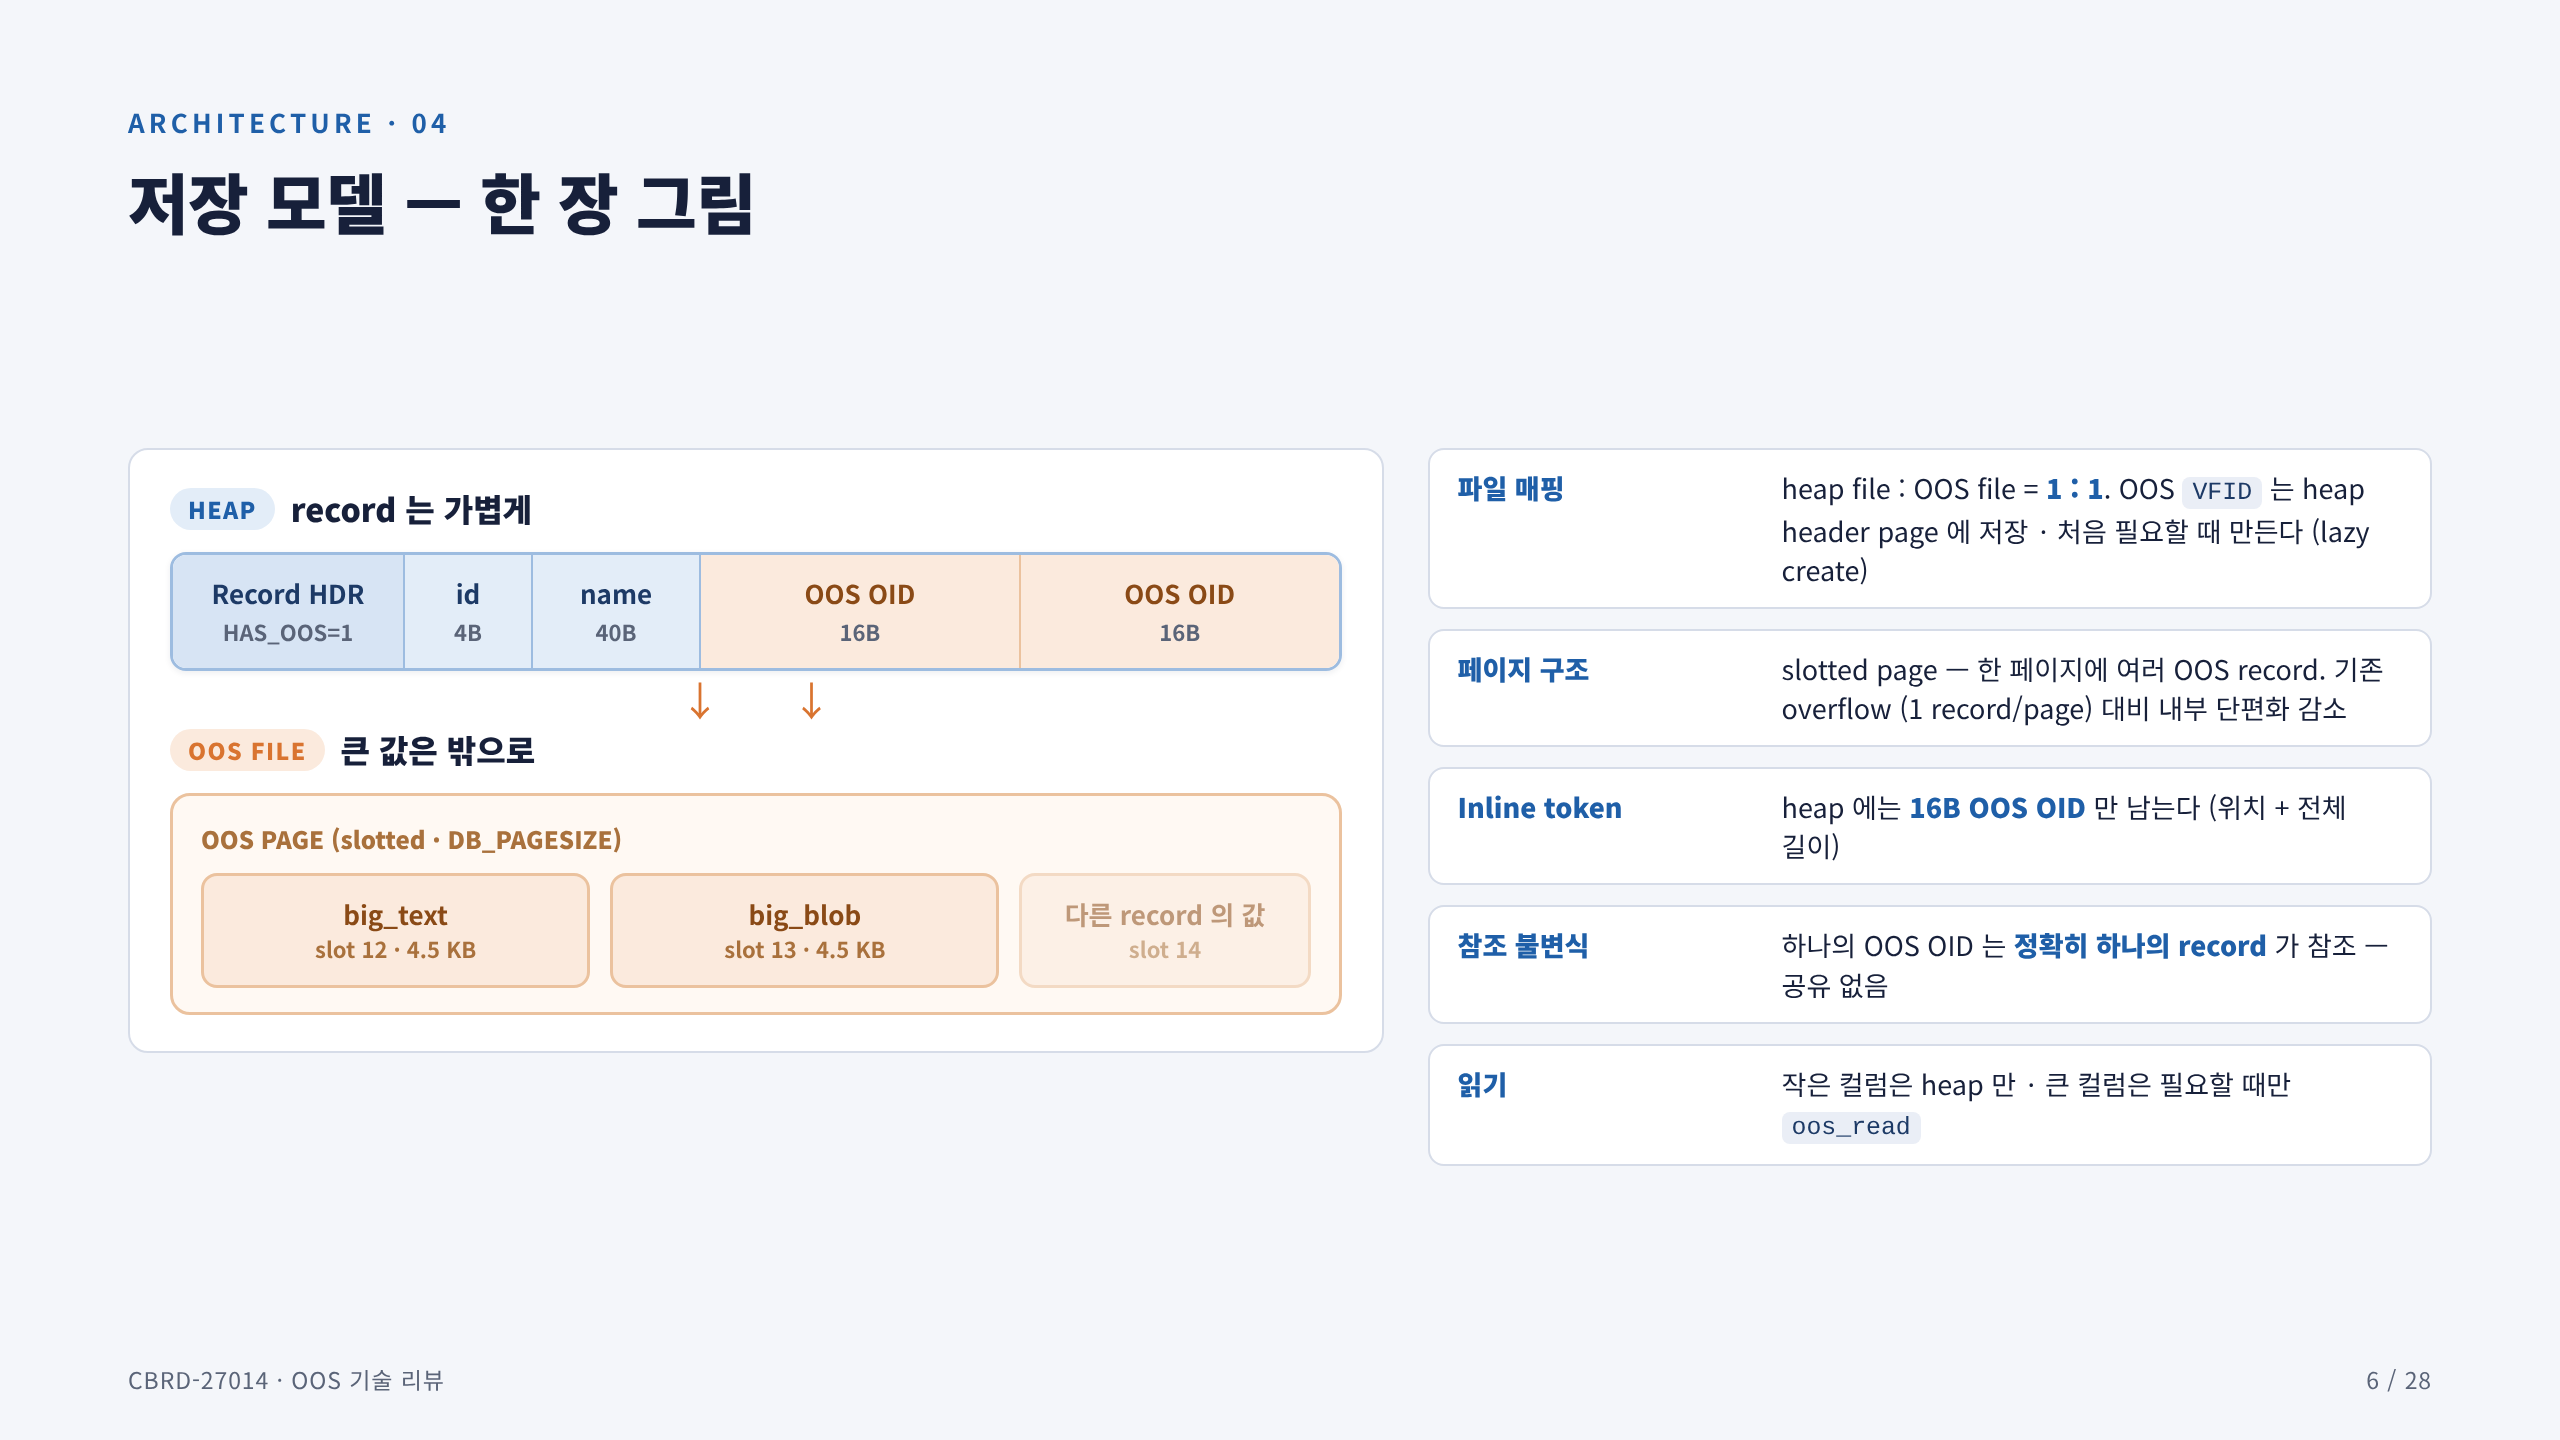 ARCHITECTURE · 04
저장 모델 — 한 장 그림
HEAP record 는 가볍게
Record HDR id name OOS OID OOS OID
HAS_OOS=1 4B 40B 16B 16B
↓ ↓
OOS FILE 큰 값은 밖으로
OOS PAGE (slotted · DB_PAGESIZE)
big_text big_blob 다른 record 의 값
slot 12 · 4.5 KB slot 13 · 4.5 KB slot 14
파일 매핑 heap file : OOS file = 1 : 1. OOS VFID 는 heap
header page 에 저장 · 처음 필요할 때 만든다 (lazy
create)
페이지 구조 slotted page — 한 페이지에 여러 OOS record. 기존
overflow (1 record/page) 대비 내부 단편화 감소
Inline token heap 에는 16B OOS OID 만 남는다 (위치 + 전체
길이)
참조 불변식 하나의 OOS OID 는 정확히 하나의 record 가 참조 —
공유 없음
읽기 작은 컬럼은 heap 만 · 큰 컬럼은 필요할 때만
oos_read
CBRD-27014 · OOS 기술 리뷰
6 / 28